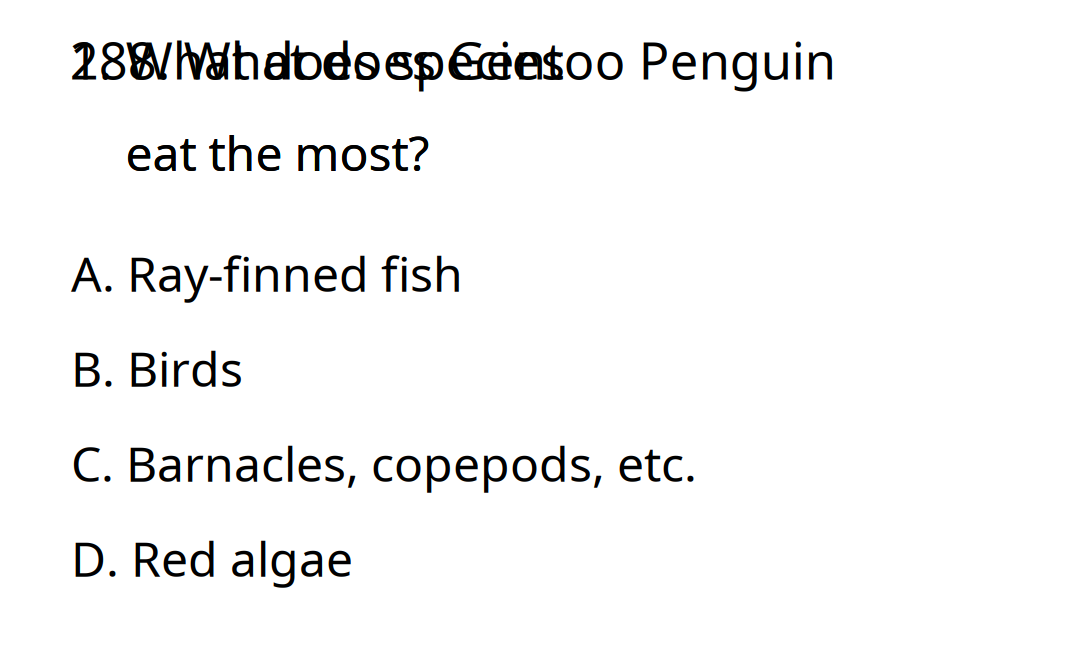 Penguin
eat the most?
A. Ray-finned fish
B. Birds
C. Barnacles, copepods, etc.
D. Red algae